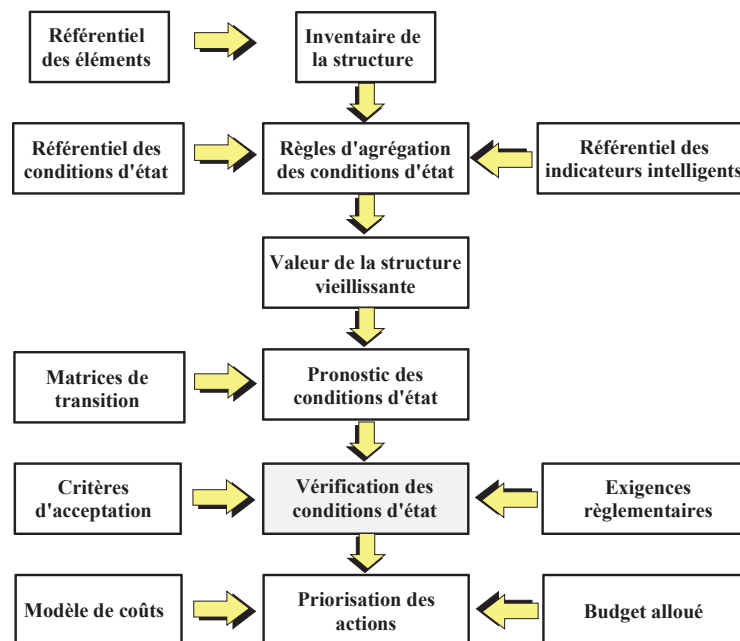 Référentiel
des éléments
Inventaire de
la structure
Référentiel des
conditions d'état
Règles d'agrégation
des conditions d'état
Référentiel des
indicateurs intelligents
Valeur de la structure
vieillissante
Matrices de
transition
Pronostic des
conditions d'état
Critères
d'acceptation
Vérification des
conditions d'état
Exigences
règlementaires
Modèle de coûts
Priorisation des
actions
Budget alloué